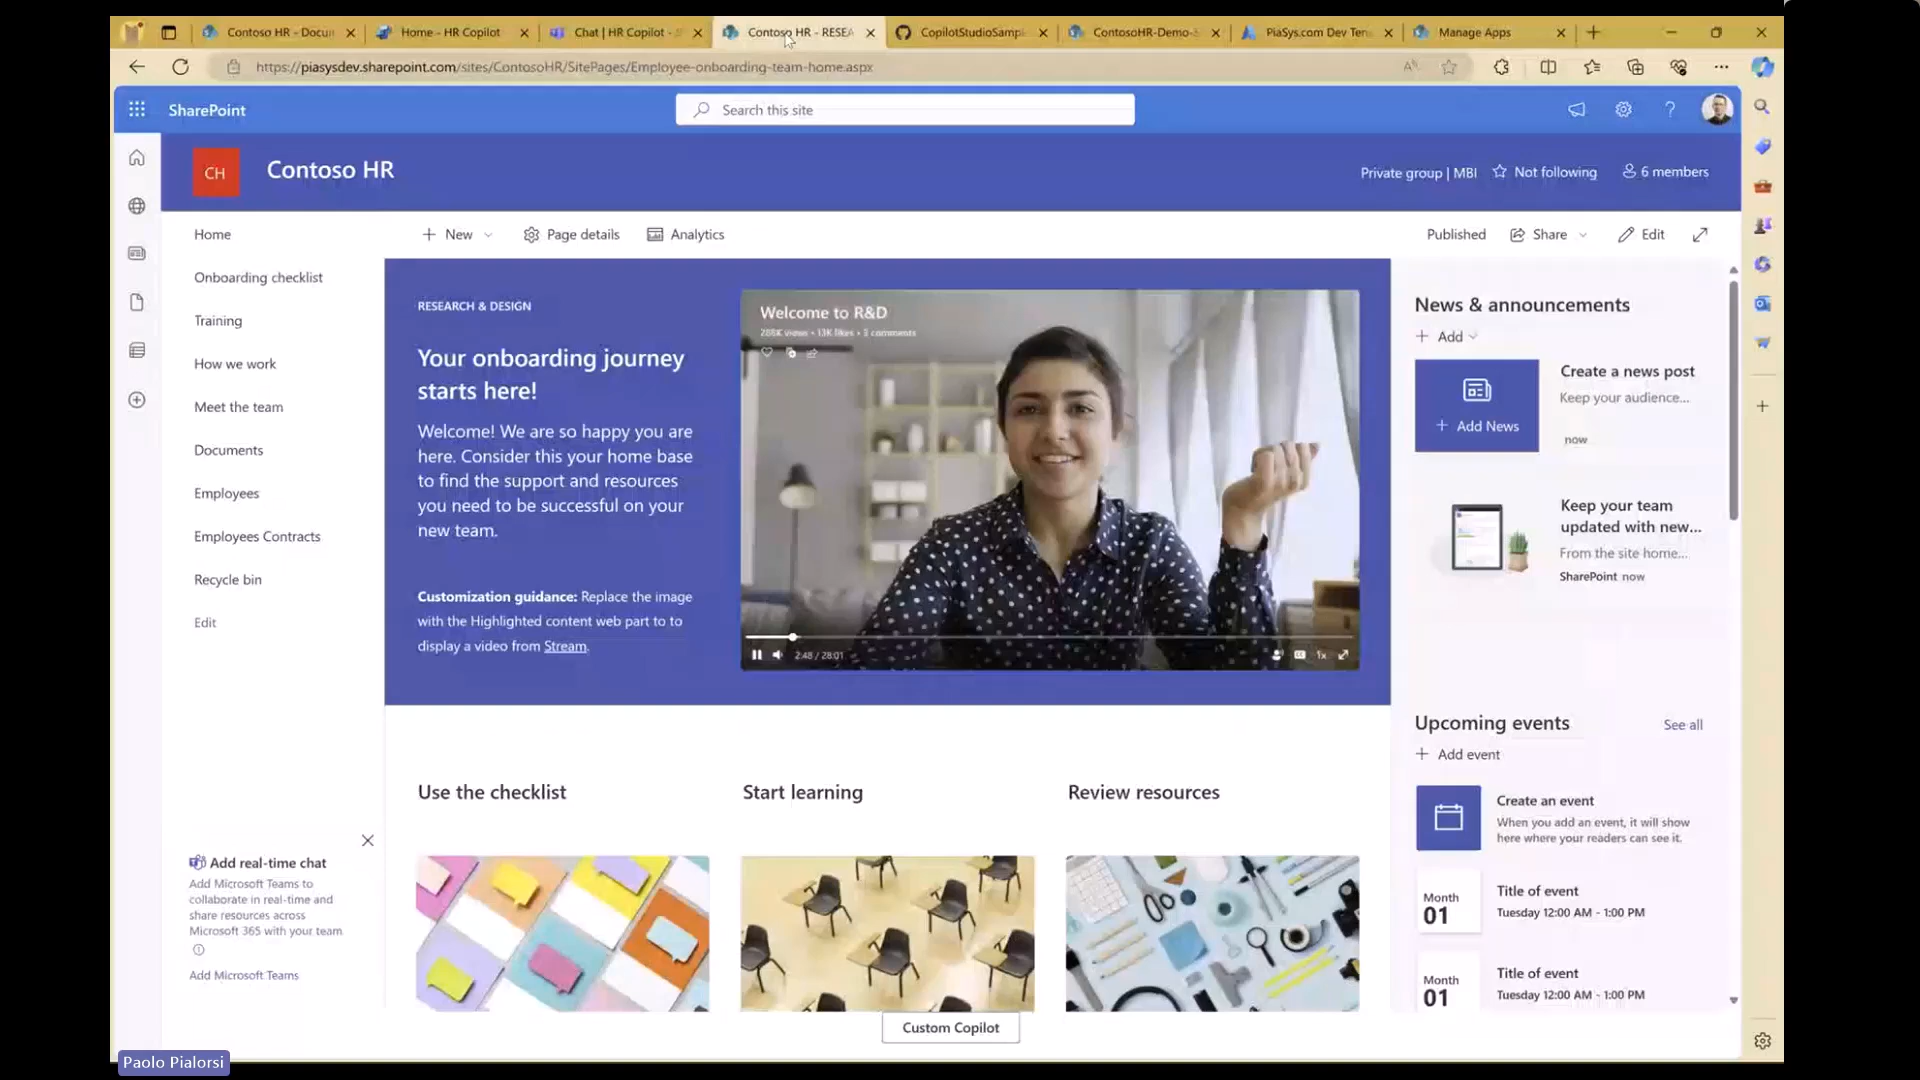 Contoso HR - Docun
Home - HR Copilot
Chat | HR Copilot -
Contoso HR - RESEA
CopilotStudioSampl
ContosoHR-Demo-
PiaSys.com Dev Ten
Manage Apps
https://piasysdev.sharepoint.com/sites/ContosoHR/SitePages/Employee-onboarding-team-home.aspx
SharePoint
Search this site
?
CH
Contoso HR
Private group | MBI
Not following
6 members
Home
Onboarding checklist
Training
How we work
Meet the team
Documents
Employees
Employees Contracts
Recycle bin
Edit
New
Page details
Analytics
Published
Share
Edit
RESEARCH & DESIGN
Your onboarding journey
starts here!
Welcome! We are so happy you are
here. Consider this your home base
to find the support and resources
you need to be successful on your
new team.
Customization guidance: Replace the image
with the Highlighted content web part to to
display a video from Stream.
Welcome to R&D
288K views • 13K likes • 3 comments
2:48 / 28:01
1x
News & announcements
Add
Add News
Create a news post
Keep your audience...
now
Keep your team
updated with new...
From the site home...
SharePoint now
Upcoming events
See all
Add event
Create an event
When you add an event, it will show
here where your readers can see it.
Month
01
Title of event
Tuesday 12:00 AM - 1:00 PM
Month
01
Title of event
Tuesday 12:00 AM - 1:00 PM
Use the checklist
Start learning
Review resources
Add real-time chat
Add Microsoft Teams to
collaborate in real-time and
share resources across
Microsoft 365 with your team
Add Microsoft Teams
Custom Copilot
Paolo Pialorsi